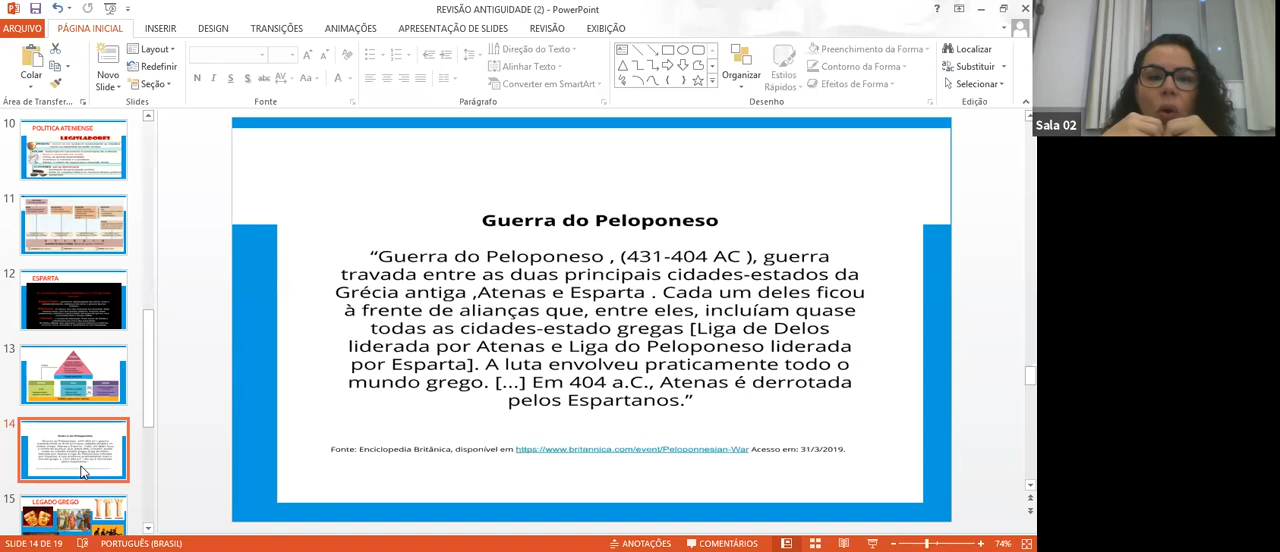 REVISÃO ANTIGUIDADE (2) - PowerPoint
ARQUIVO PÁGINA INICIAL INSERIR DESIGN TRANSIÇÕES ANIMAÇÕES APRESENTAÇÃO DE SLIDES REVISÃO EXIBIÇÃO
Colar
Novo Slide
Layout
Redefinir
Seção
N I S S abc AV Aa A
Direção do Texto
Alinhar Texto
Converter em SmartArt
Organizar
Estilos Rápidos
Preenchimento da Forma
Contorno da Forma
Efeitos de Forma
Localizar
Substituir
Selecionar
Área de Transfer... Slides Fonte Parágrafo Desenho Edição
Sala 02
10
POLÍTICA ATENIENSE
LEGISLADORES
11
12
ESPARTA
13
14
15
LEGADO GREGO
Guerra do Peloponeso
“Guerra do Peloponeso , (431-404 AC ), guerra
travada entre as duas principais cidades-estados da
Grécia antiga ,Atenas e Esparta . Cada um deles ficou
à frente de alianças que, entre eles, incluíam quase
todas as cidades-estado gregas [Liga de Delos
liderada por Atenas e Liga do Peloponeso liderada
por Esparta]. A luta envolveu praticamente todo o
mundo grego. [...] Em 404 a.C., Atenas é derrotada
pelos Espartanos.”
Fonte: Enciclopedia Britânica, disponível em https://www.britannica.com/event/Peloponnesian-War Acesso em: 31/3/2019.
SLIDE 14 DE 19 PORTUGUÊS (BRASIL) ANOTAÇÕES COMENTÁRIOS 74%